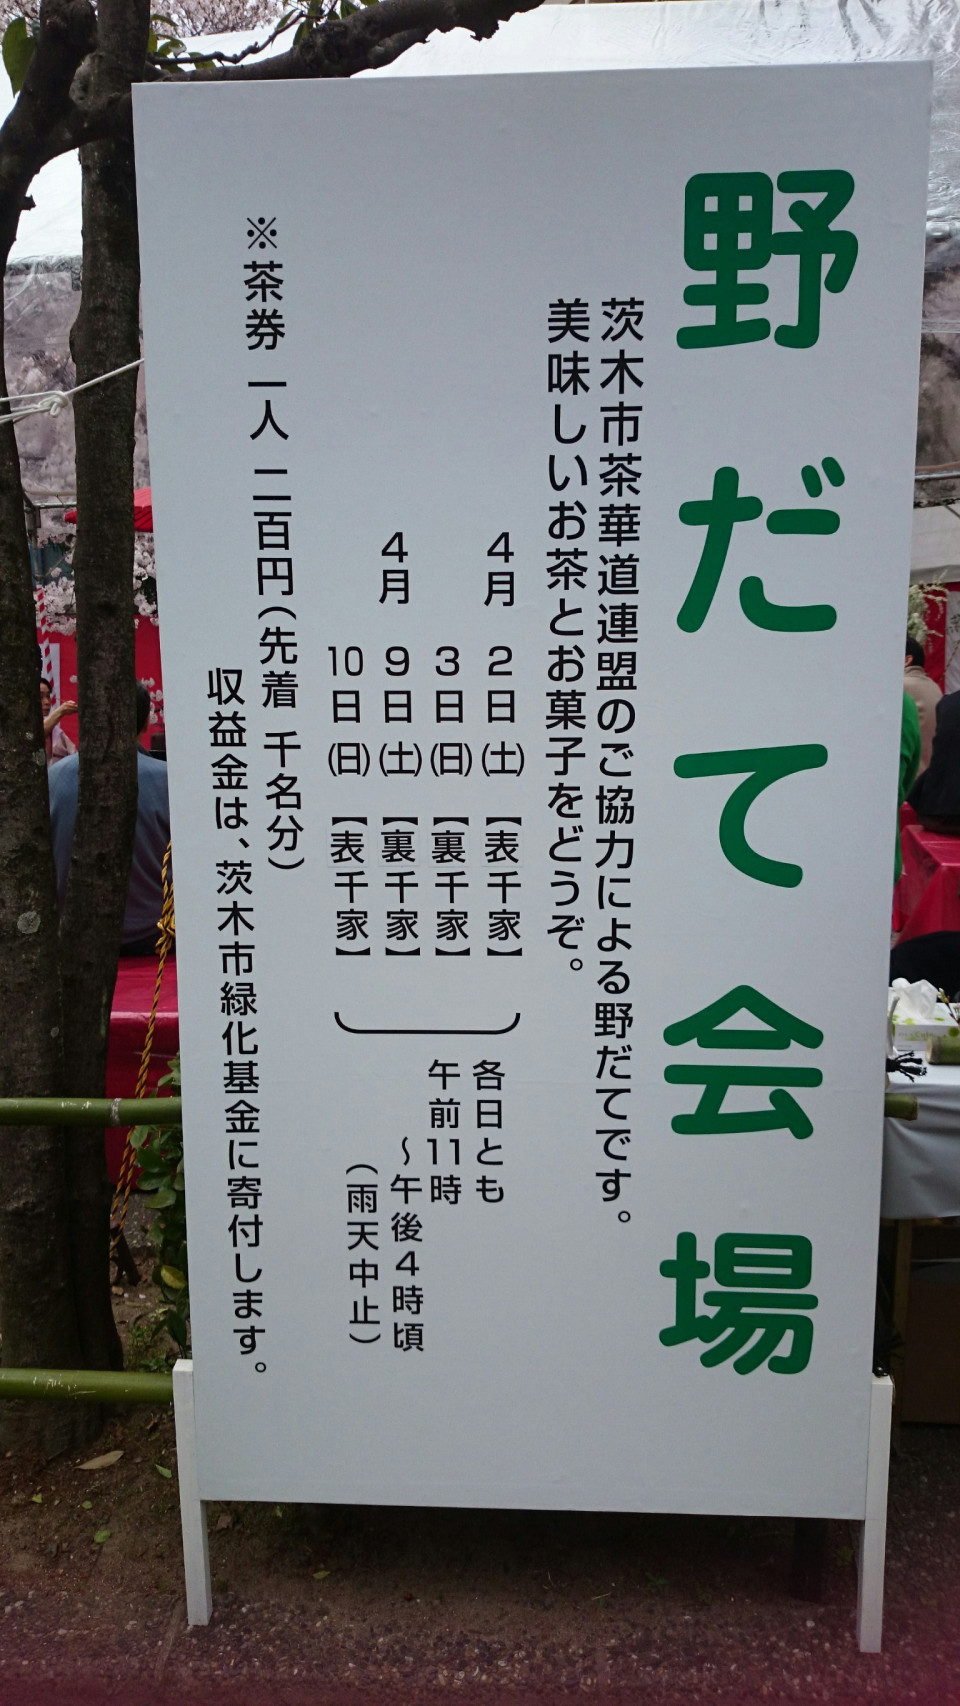 野だて会場
茨木市茶華道連盟のご協力による野だてです。
美味しいお茶とお菓子をどうぞ。
4月 2日(土)【表千家】
3日(日)【裏千家】
4月 9日(土)【裏千家】
10日(日)【表千家】
各日とも
午前11時
〜午後4時頃
(雨天中止)
※茶券 一人 二百円(先着 千名分)
収益金は、茨木市緑化基金に寄付します。